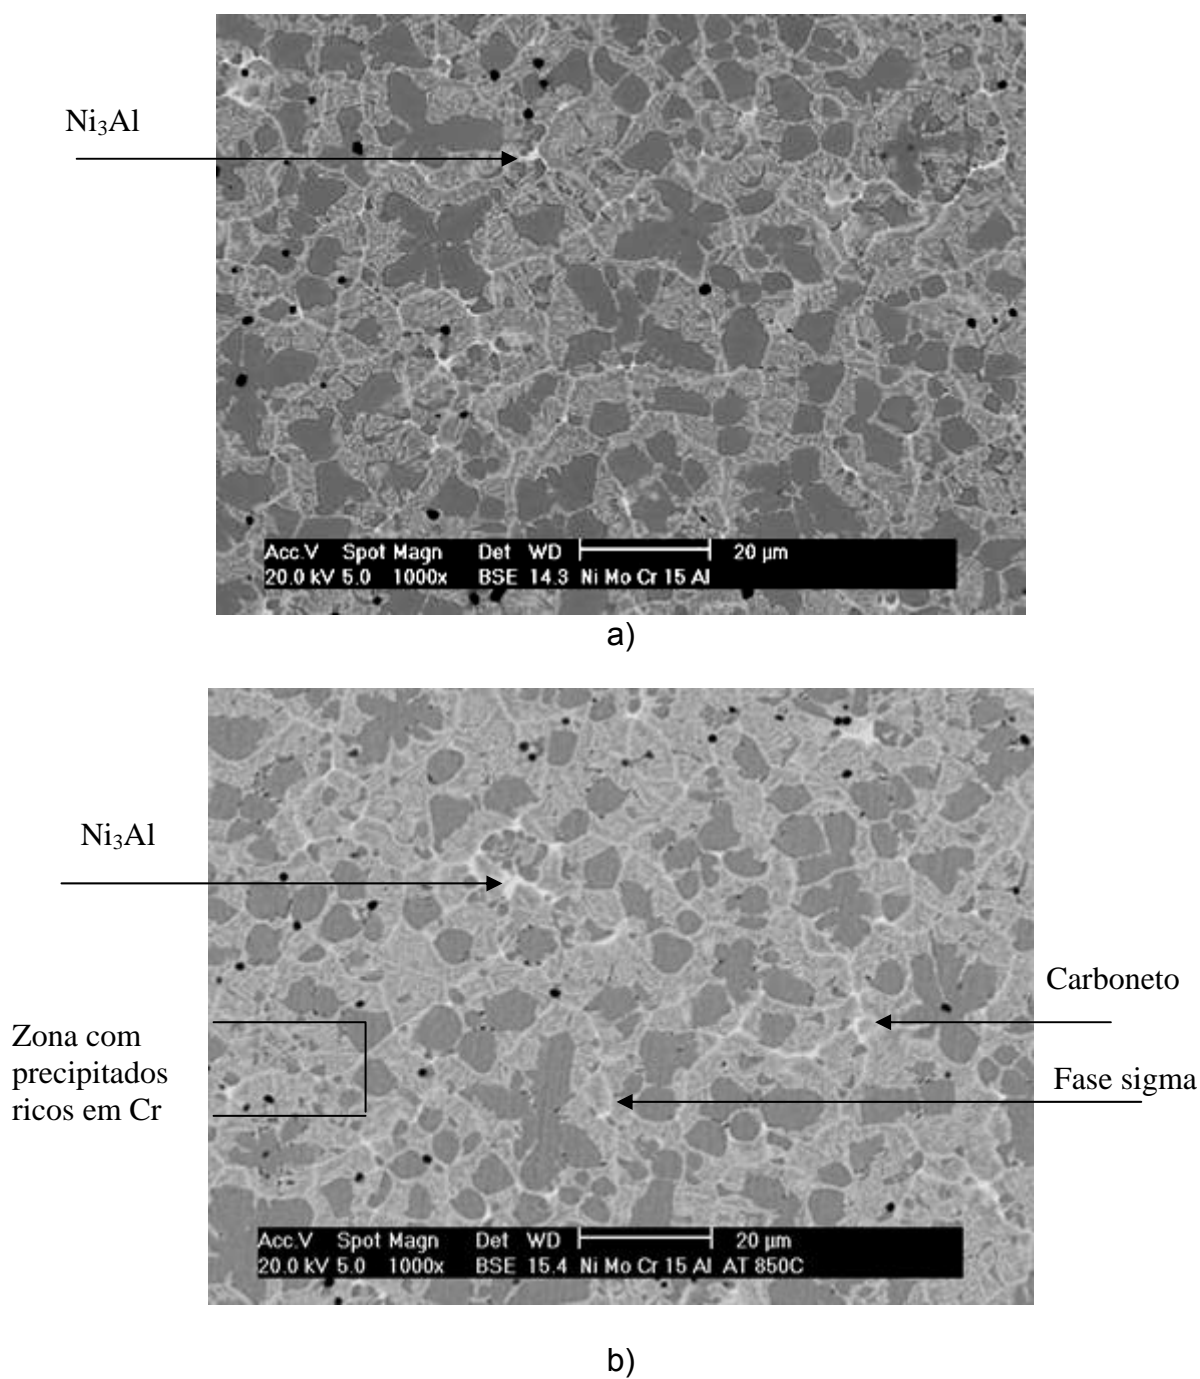 Ni₃Al
Acc.V Spot Magn Det WD 20 µm
20.0 kV 5.0 1000x BSE 14.3 Ni Mo Cr 15 Al
a)
Ni₃Al
Carboneto
Zona com
precipitados
ricos em Cr
Fase sigma
Acc.V Spot Magn Det WD 20 µm
20.0 kV 5.0 1000x BSE 15.4 Ni Mo Cr 15 Al AT 850C
b)